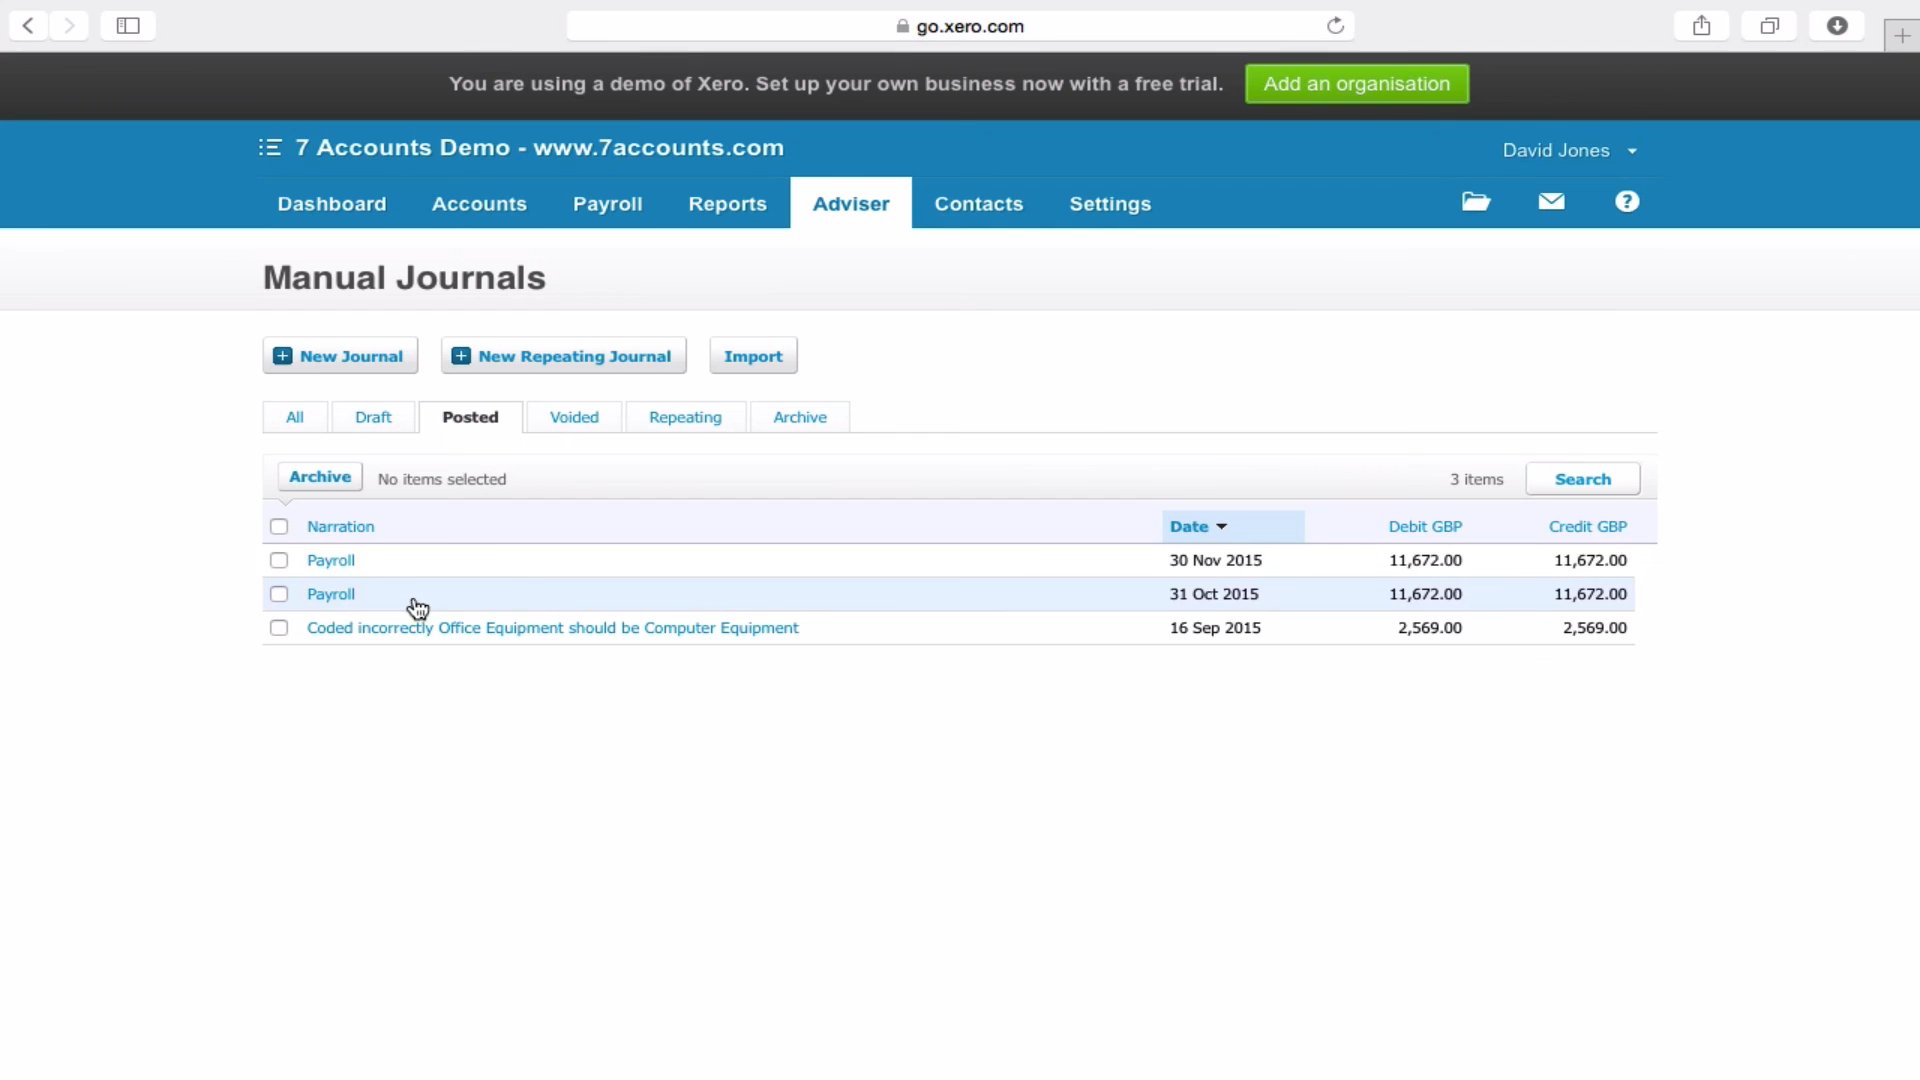 go.xero.com
You are using a demo of Xero. Set up your own business now with a free trial. Add an organisation
7 Accounts Demo - www.7accounts.com David Jones
Dashboard Accounts Payroll Reports Adviser Contacts Settings ?
Manual Journals
New Journal New Repeating Journal Import
All Draft Posted Voided Repeating Archive
Archive No items selected 3 items Search
Narration Date Debit GBP Credit GBP
Payroll 30 Nov 2015 11,672.00 11,672.00
Payroll 31 Oct 2015 11,672.00 11,672.00
Coded incorrectly Office Equipment should be Computer Equipment 16 Sep 2015 2,569.00 2,569.00